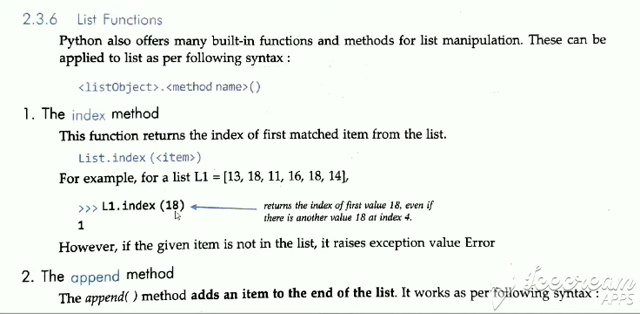 2.3.6 List Functions
Python also offers many built-in functions and methods for list manipulation. These can be
applied to list as per following syntax :
<listObject>.<method name>()
1. The index method
This function returns the index of first matched item from the list.
List.index (<item>)
For example, for a list L1 = [13, 18, 11, 16, 18, 14],
>>> L1.index (18)
returns the index of first value 18, even if
there is another value 18 at index 4.
1
However, if the given item is not in the list, it raises exception value Error
2. The append method
The append( ) method adds an item to the end of the list. It works as per following syntax :
Icecream
APPS